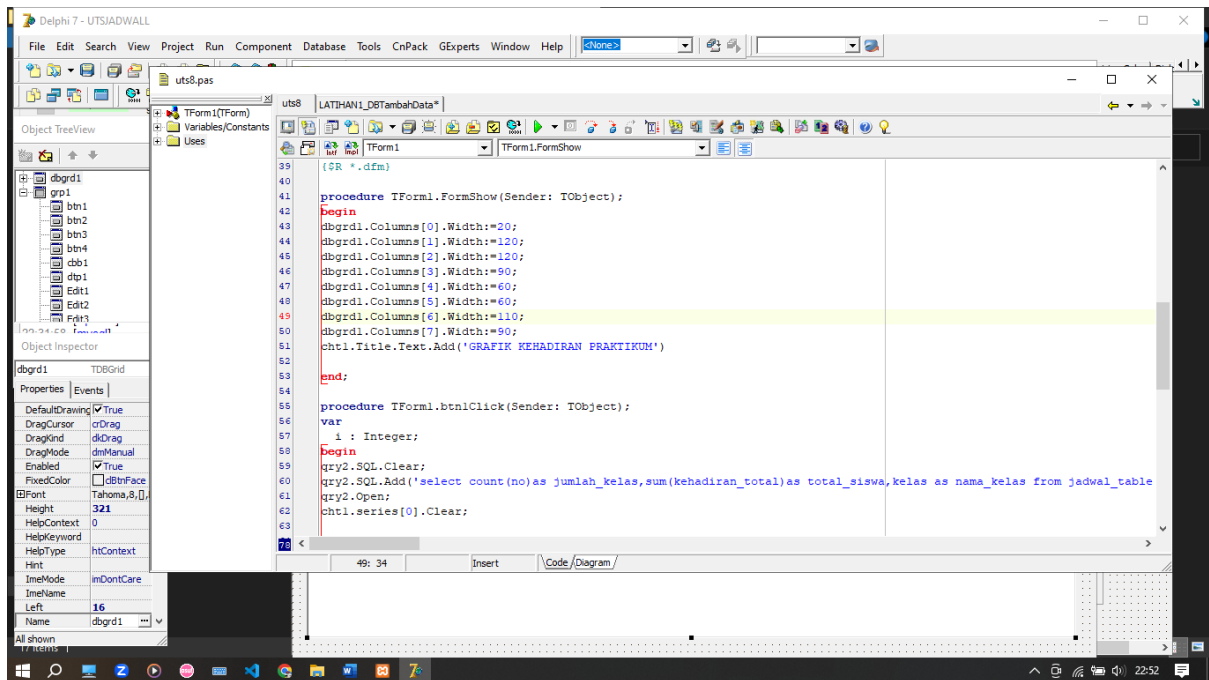 Delphi 7 - UTSJADWALL
File Edit Search View Project Run Component Database Tools CnPack GExperts Window Help <None>
uts8.pas
uts8 LATIHAN1_DBTambahData*
Object TreeView
dbgrd1
grp1
btn1
btn2
btn3
btn4
cbb1
dtp1
Edit1
Edit2
Edit3
TForm1(TForm)
Variables/Constants
Uses
TForm1 TForm1.FormShow
39 {$R *.dfm}
40
41 procedure TForm1.FormShow(Sender: TObject);
42 begin
43 dbgrd1.Columns[0].Width:=20;
44 dbgrd1.Columns[1].Width:=120;
45 dbgrd1.Columns[2].Width:=120;
46 dbgrd1.Columns[3].Width:=90;
47 dbgrd1.Columns[4].Width:=60;
48 dbgrd1.Columns[5].Width:=60;
49 dbgrd1.Columns[6].Width:=110;
50 dbgrd1.Columns[7].Width:=90;
51 cht1.Title.Text.Add('GRAFIK KEHADIRAN PRAKTIKUM')
52
53 end;
54
55 procedure TForm1.btn1Click(Sender: TObject);
56 var
57 i : Integer;
58 begin
59 qry2.SQL.Clear;
60 qry2.SQL.Add('select count(no)as jumlah_kelas,sum(kehadiran_total)as total_siswa,kelas as nama_kelas from jadwal_table
61 qry2.Open;
62 cht1.series[0].Clear;
63
78
49: 34 Insert Code Diagram
Object Inspector
dbgrd1 TDBGrid
Properties Events
DefaultDrawing True
DragCursor crDrag
DragKind dkDrag
DragMode dmManual
Enabled True
FixedColor clBtnFace
Font Tahoma,8,[],
Height 321
HelpContext 0
HelpKeyword
HelpType htContext
Hint
ImeMode imDontCare
ImeName
Left 16
Name dbgrd1
All shown
17 items
22:52